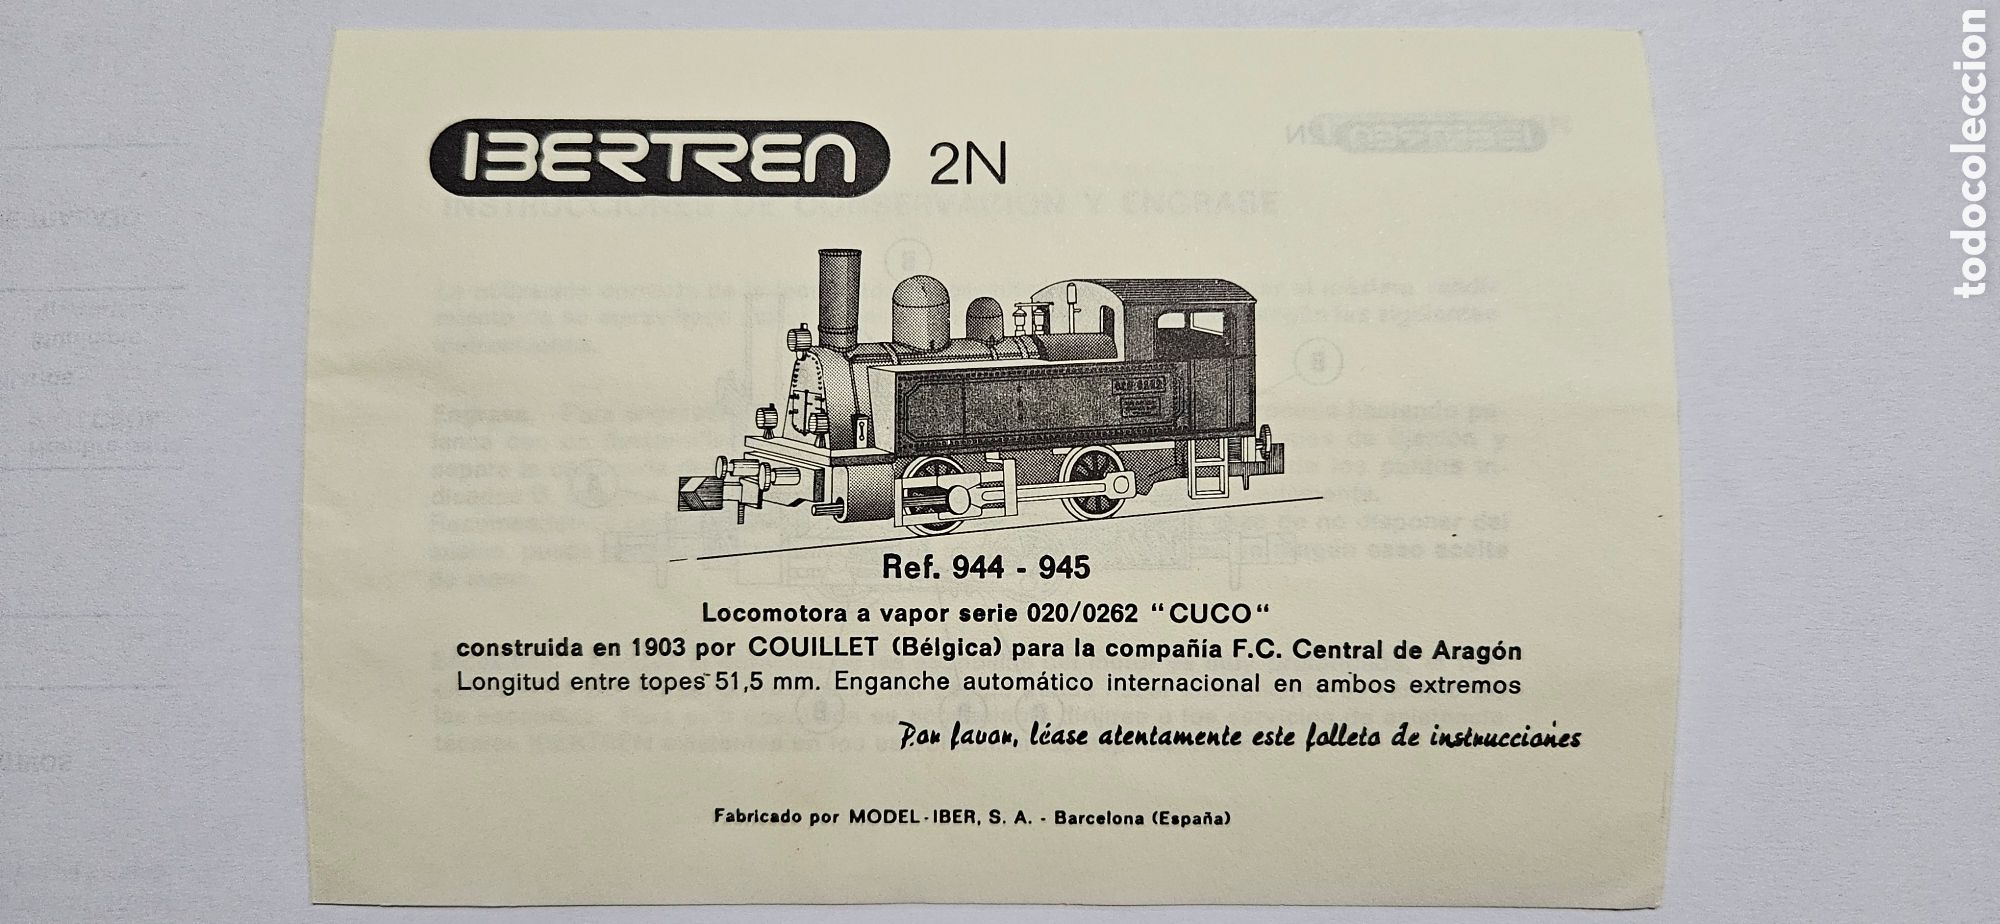 IBERTREN 2N
Ref. 944 - 945
Locomotora a vapor serie 020/0262 "CUCO"
construida en 1903 por COUILLET (Bélgica) para la compañía F.C. Central de Aragón
Longitud entre topes 51,5 mm. Enganche automático internacional en ambos extremos
Por favor, léase atentamente este folleto de instrucciones
Fabricado por MODEL-IBER, S. A. - Barcelona (España)
todocoleccion